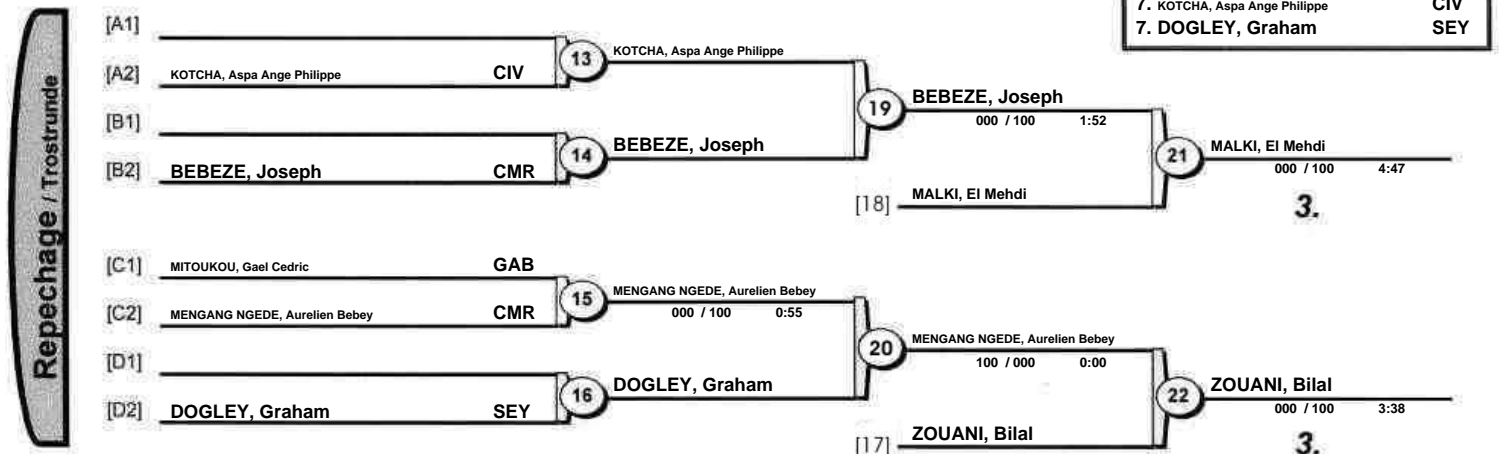 7. KOTCHA, Aspa Ange Philippe CIV
7. DOGLEY, Graham SEY
Repechage / Trostrunde
[A1]
[A2] KOTCHA, Aspa Ange Philippe CIV
13 KOTCHA, Aspa Ange Philippe
[B1]
[B2] BEBEZE, Joseph CMR
14 BEBEZE, Joseph
19 BEBEZE, Joseph
000 / 100 1:52
[18] MALKI, El Mehdi
21 MALKI, El Mehdi
000 / 100 4:47
3.
[C1] MITOUKOU, Gael Cedric GAB
[C2] MENGANG NGEDE, Aurelien Bebey CMR
15 MENGANG NGEDE, Aurelien Bebey
000 / 100 0:55
[D1]
[D2] DOGLEY, Graham SEY
16 DOGLEY, Graham
20 MENGANG NGEDE, Aurelien Bebey
100 / 000 0:00
[17] ZOUANI, Bilal
22 ZOUANI, Bilal
000 / 100 3:38
3.